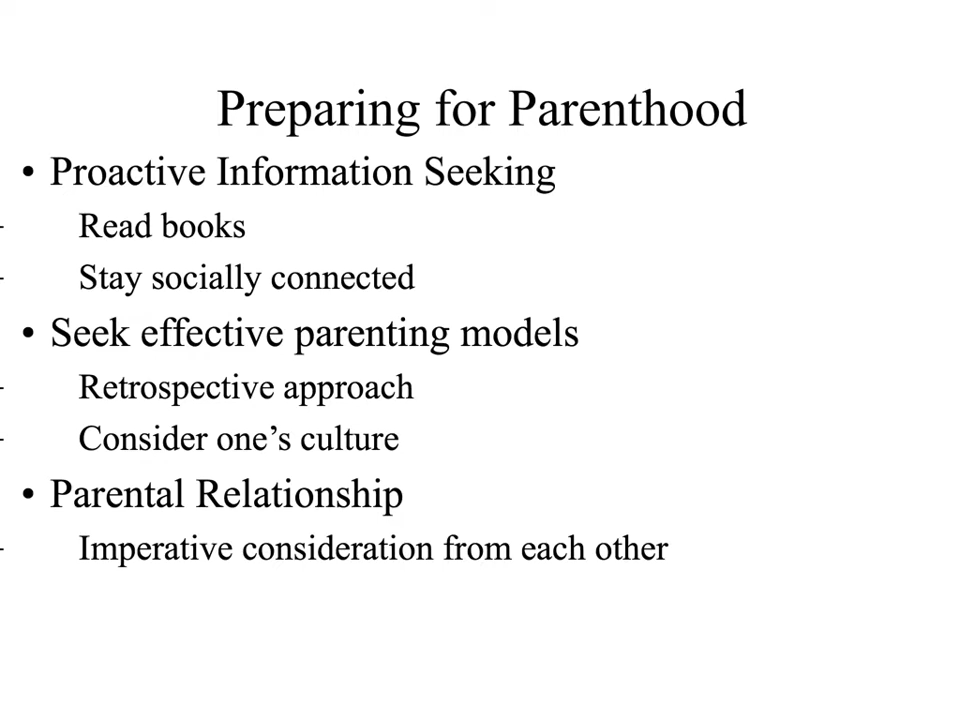 Preparing for Parenthood
• Proactive Information Seeking
– Read books
– Stay socially connected
• Seek effective parenting models
– Retrospective approach
– Consider one’s culture
• Parental Relationship
– Imperative consideration from each other